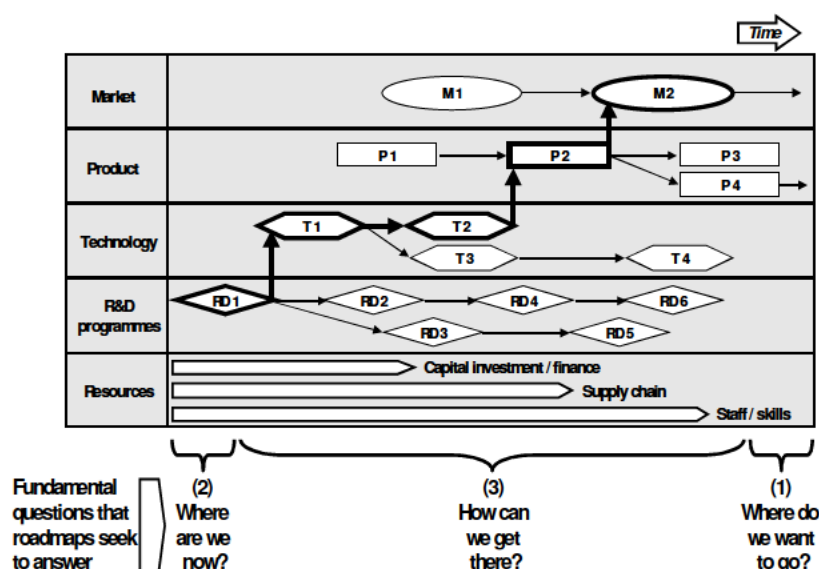 Time
Market
M1
M2
Product
P1
P2
P3
P4
Technology
T1
T2
T3
T4
R&D
programmes
RD1
RD2
RD4
RD6
RD3
RD5
Resources
Capital investment / finance
Supply chain
Staff / skills
Fundamental
questions that
roadmaps seek
to answer
(2)
Where
are we
now?
(3)
How can
we get
there?
(1)
Where do
we want
to go?